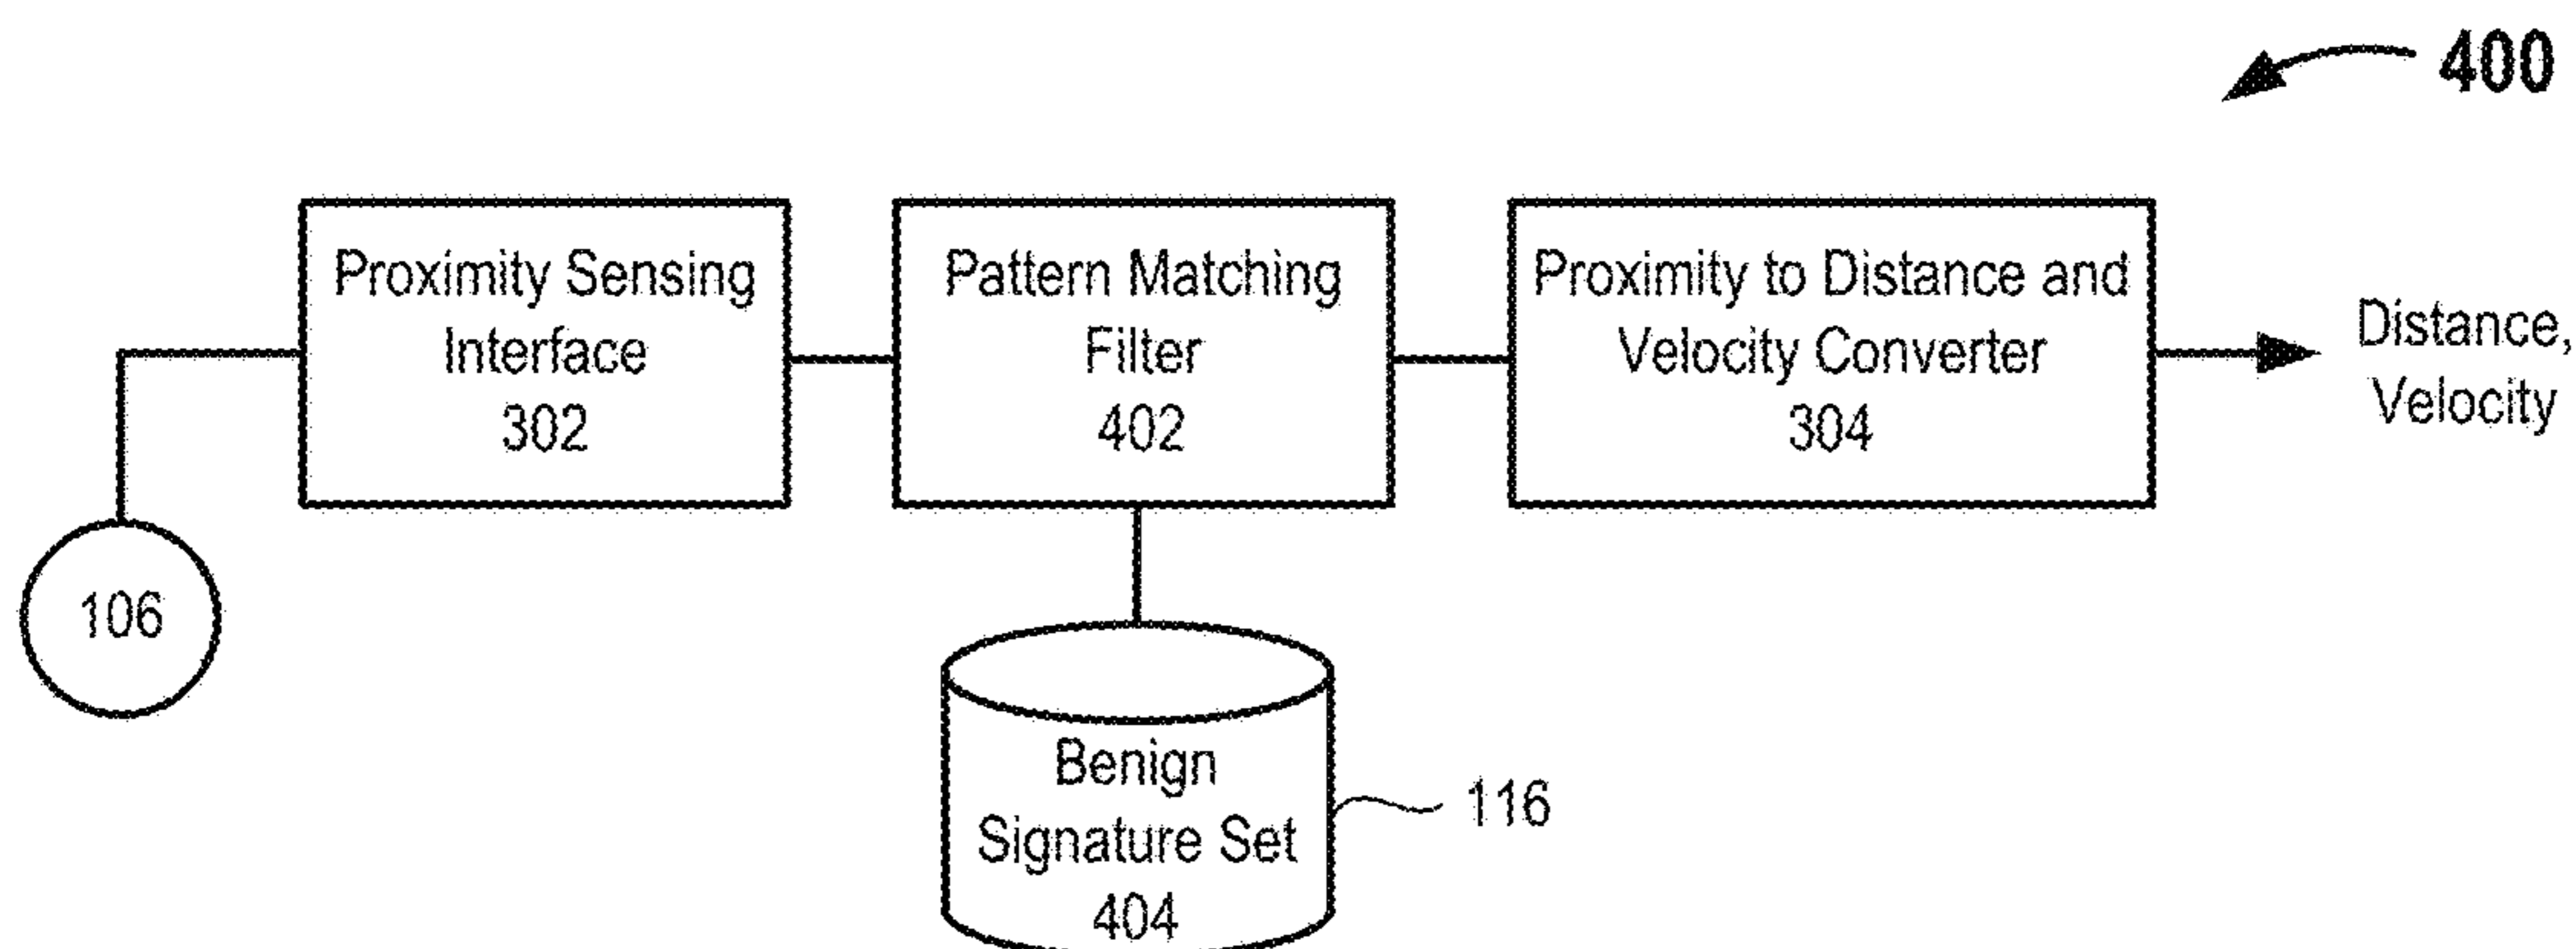 400
Proximity Sensing
Interface
302
Pattern Matching
Filter
402
Proximity to Distance and
Velocity Converter
304
Distance,
Velocity
106
Benign
Signature Set
404
116